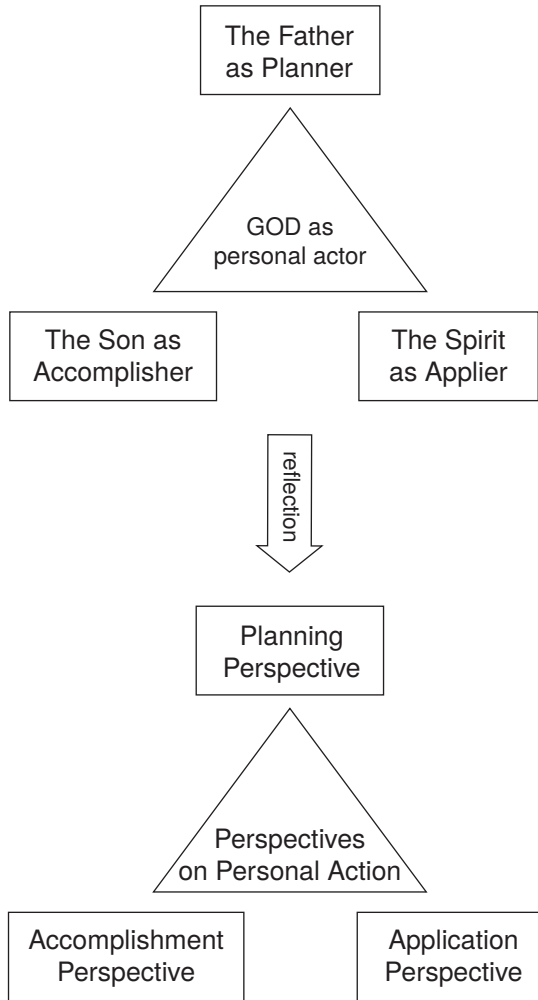 The Father
as Planner
GOD as
personal actor
The Son as
Accomplisher
The Spirit
as Applier
reflection
Planning
Perspective
Perspectives
on Personal Action
Accomplishment
Perspective
Application
Perspective